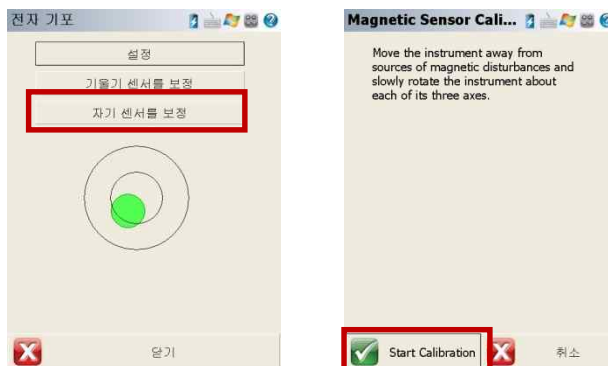 전자 기포
설정
기울기 센서를 보정
자기 센서를 보정
닫기
Magnetic Sensor Cali...
Move the instrument away from
sources of magnetic disturbances and
slowly rotate the instrument about
each of its three axes.
Start Calibration
취소